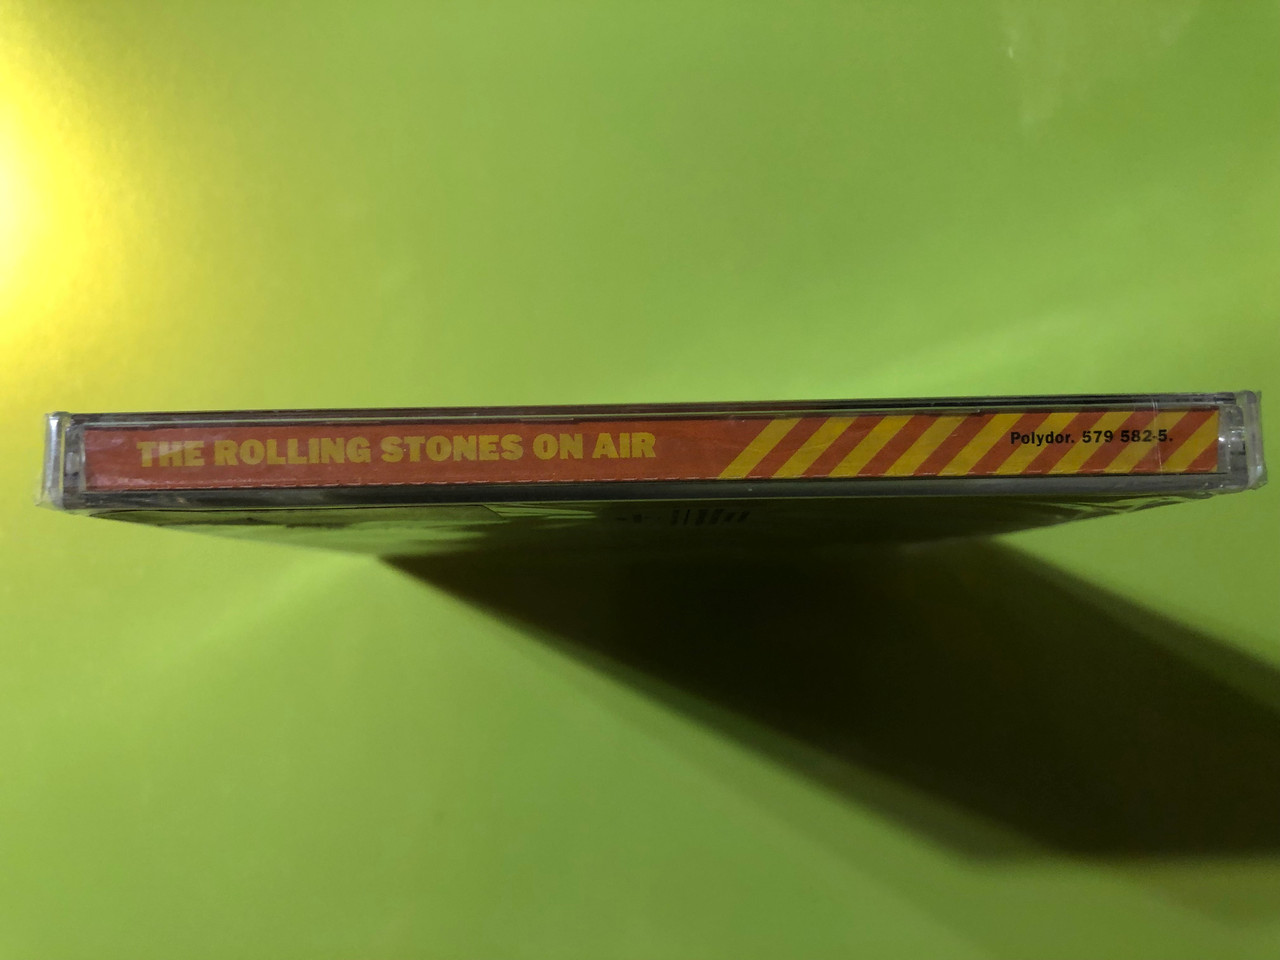 THE ROLLING STONES ON AIR
Polydor. 579 582-5.